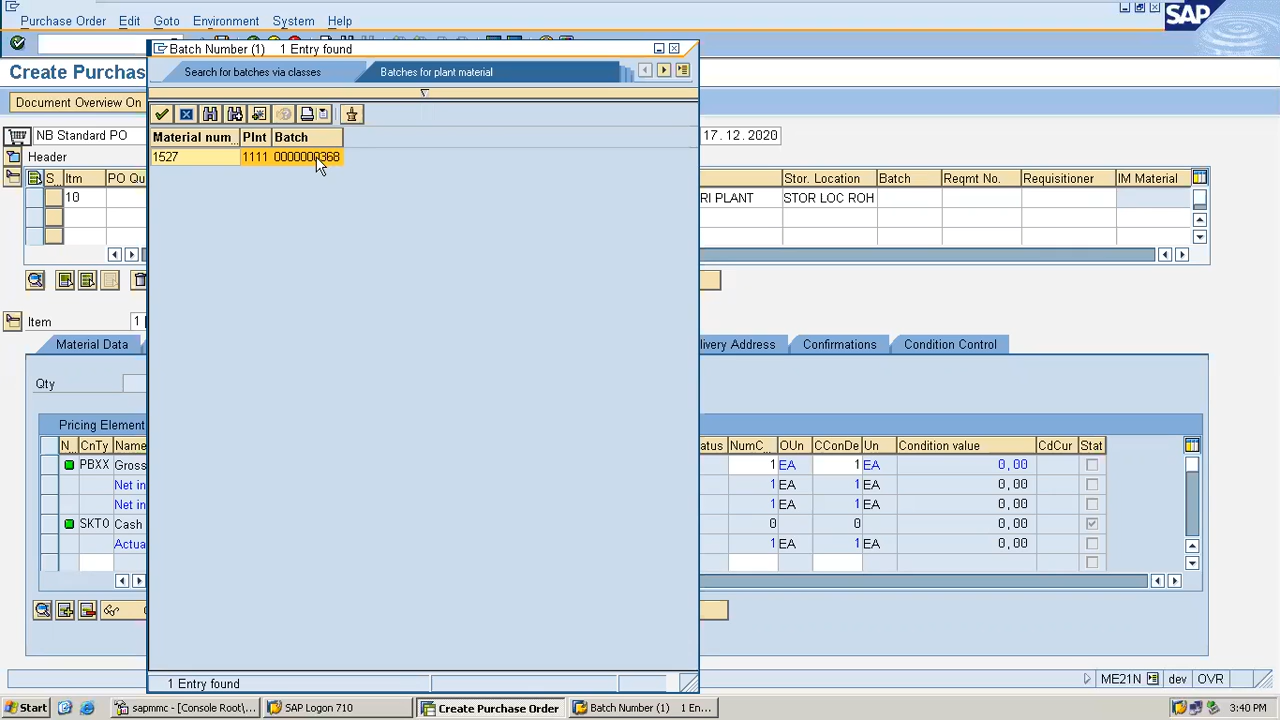 Purchase Order Edit Goto Environment System Help
SAP
Batch Number (1) 1 Entry found
Create Purchas
Search for batches via classes Batches for plant material
Document Overview On
Material num... Plnt Batch
1527 1111 0000000368
NB Standard PO
17.12.2020
Header
S... Itm PO Qu
Stor. Location Batch Reqmt No. Requisitioner IM Material
10
RI PLANT STOR LOC ROH
Item 1
Material Data
livery Address Confirmations Condition Control
Qty
Pricing Element
N... CnTy Name
tatus NumC... OUn CConDe Un Condition value CdCur Stat
PBXX Gross
1 EA 1 EA 0,00
Net in
1 EA 1 EA 0,00
Net in
1 EA 1 EA 0,00
SKTO Cash
0 0 0,00
Actua
1 EA 1 EA 0,00
1 Entry found
ME21N dev OVR
Start sapmmc - [Console Root\... SAP Logon 710 Create Purchase Order Batch Number (1) 1 En... 3:40 PM